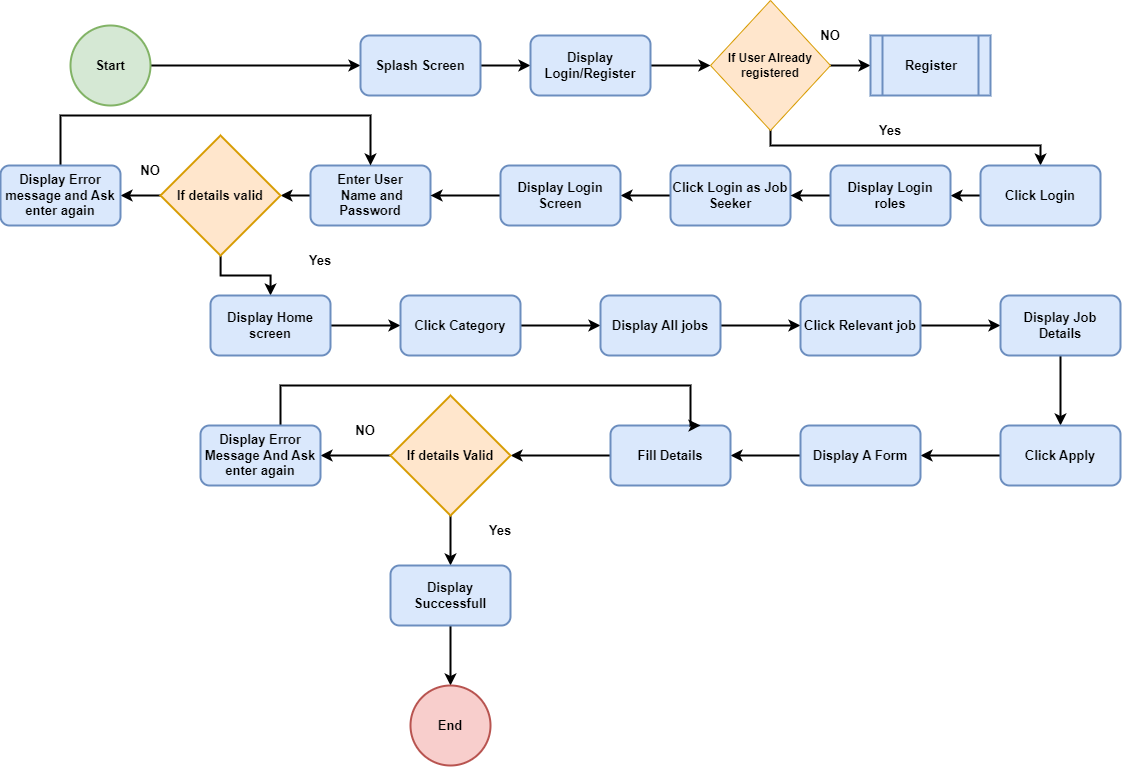 Start
Splash Screen
Display
Login/Register
If User Already
registered
NO
Register
Yes
Display Error
message and Ask
enter again
NO
If details valid
Enter User
Name and
Password
Display Login
Screen
Click Login as Job
Seeker
Display Login
roles
Click Login
Yes
Display Home
screen
Click Category
Display All jobs
Click Relevant job
Display Job
Details
Display Error
Message And Ask
enter again
NO
If details Valid
Fill Details
Display A Form
Click Apply
Yes
Display
Successfull
End